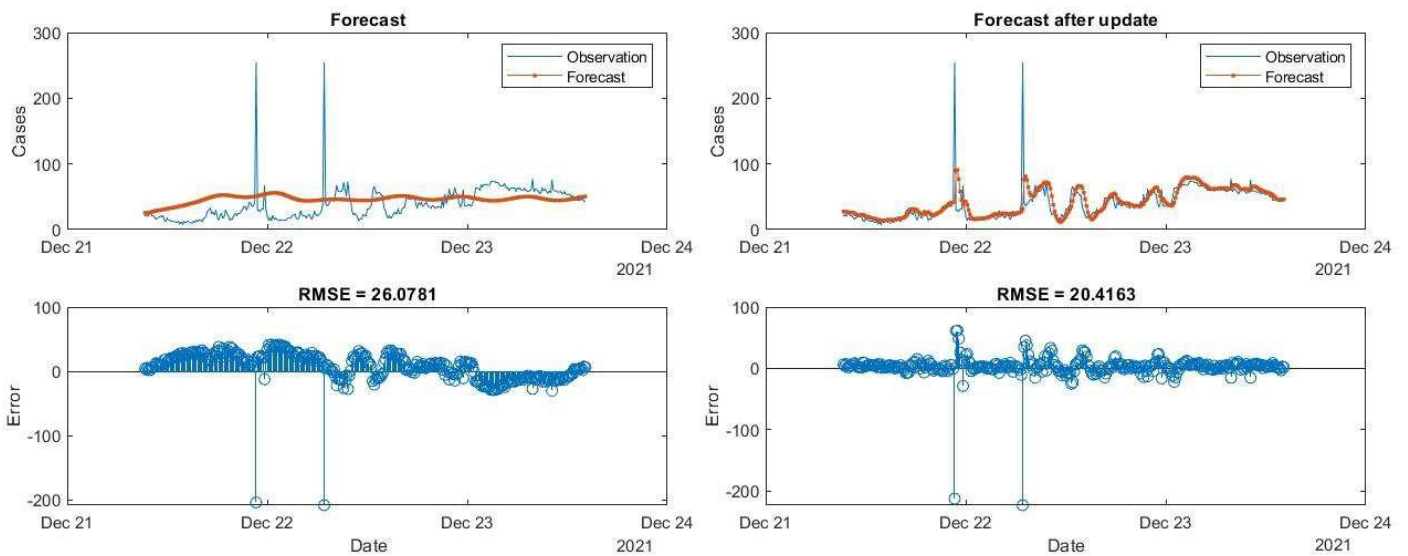 Forecast
300
200
100
0
Cases
Observation
Forecast
Dec 21
Dec 22
Dec 23
Dec 24
2021
Forecast after update
300
200
100
0
Cases
Observation
Forecast
Dec 21
Dec 22
Dec 23
Dec 24
2021
RMSE = 26.0781
100
0
-100
-200
Error
Dec 21
Dec 22
Dec 23
Dec 24
Date
2021
RMSE = 20.4163
100
0
-100
-200
Error
Dec 21
Dec 22
Dec 23
Dec 24
Date
2021